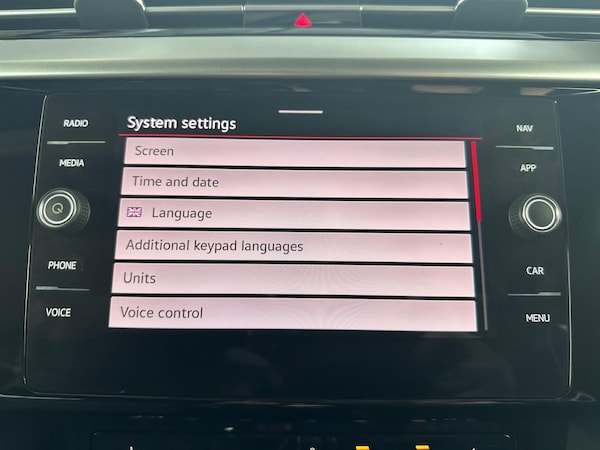 RADIO
MEDIA
PHONE
VOICE
System settings
Screen
Time and date
Language
Additional keypad languages
Units
Voice control
NAV
APP
CAR
MENU